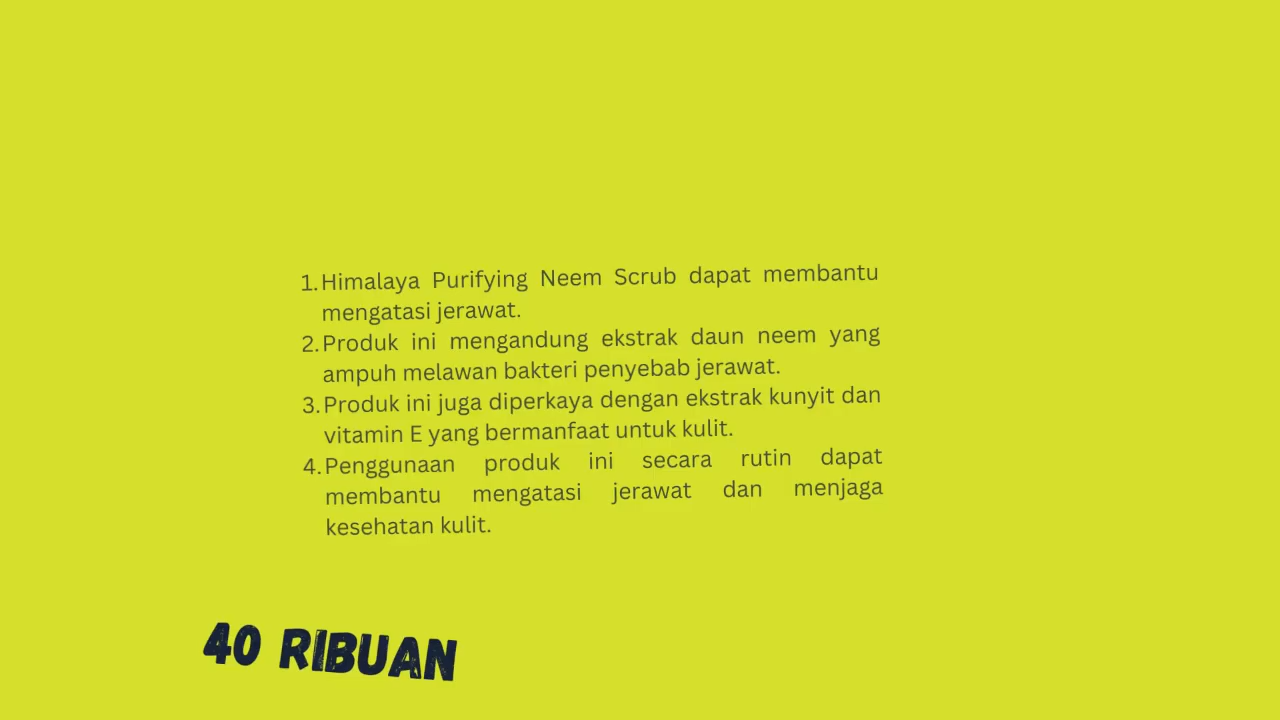 1. Himalaya Purifying Neem Scrub dapat membantu
mengatasi jerawat.
2. Produk ini mengandung ekstrak daun neem yang
ampuh melawan bakteri penyebab jerawat.
3. Produk ini juga diperkaya dengan ekstrak kunyit dan
vitamin E yang bermanfaat untuk kulit.
4. Penggunaan produk ini secara rutin dapat
membantu mengatasi jerawat dan menjaga
kesehatan kulit.
40 RIBUAN